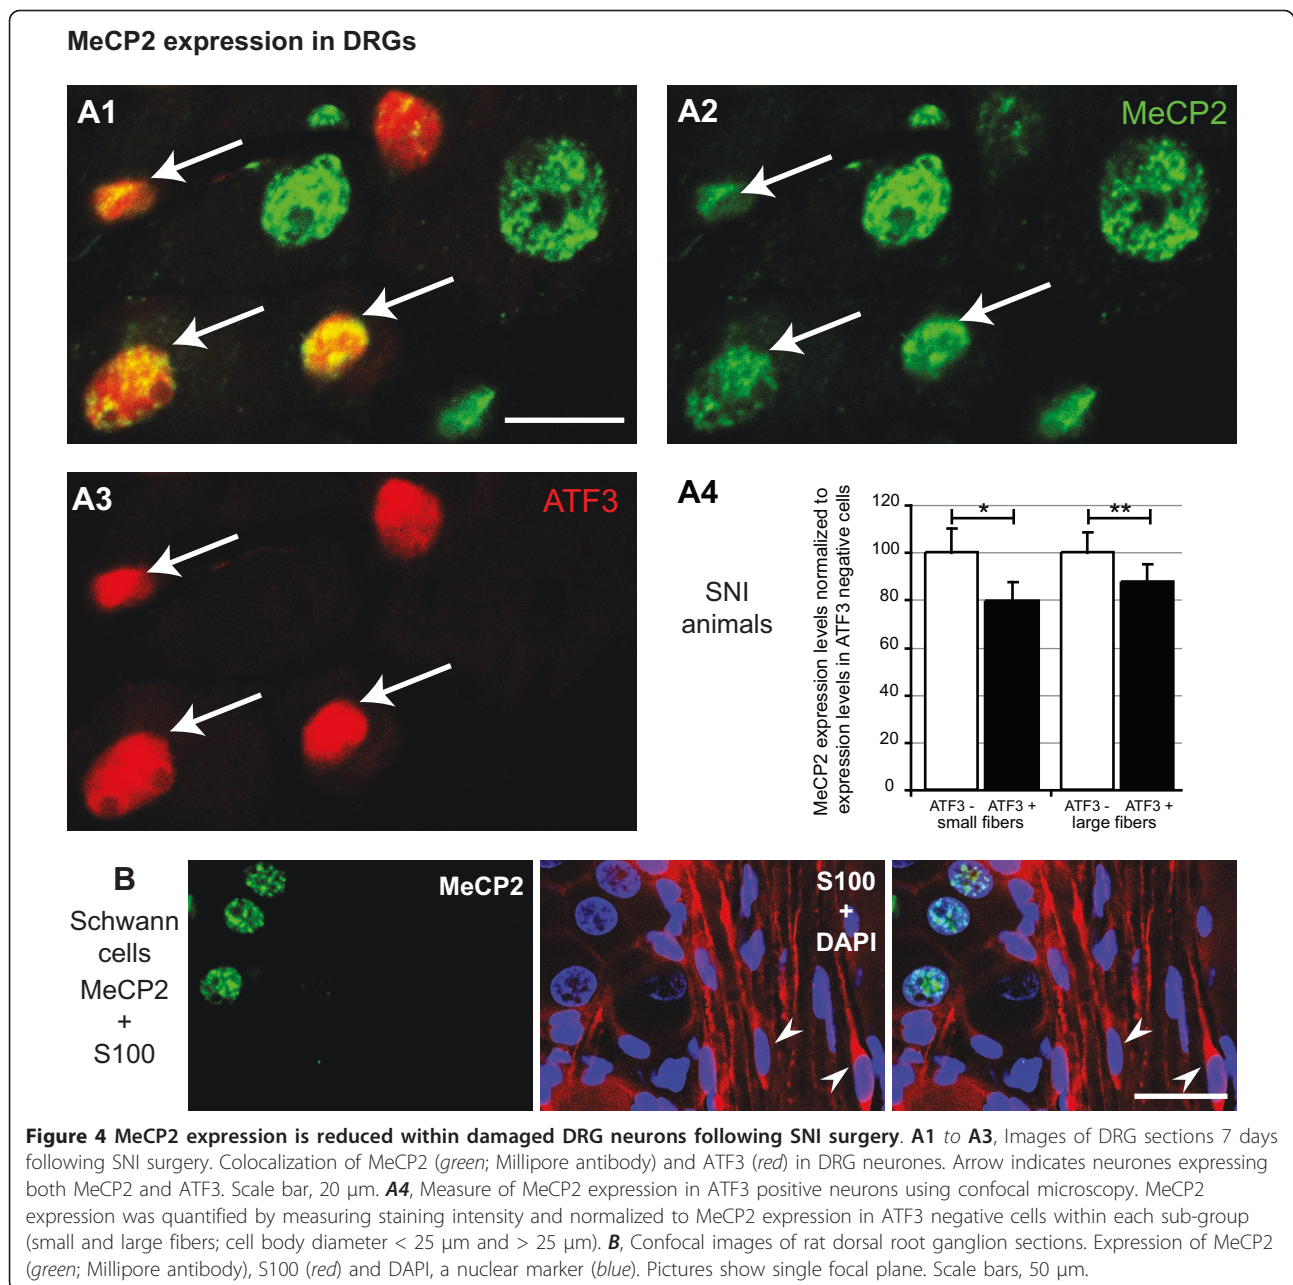 MeCP2 expression in DRGs
A1
A2
MeCP2
A3
ATF3
A4
SNI
animals
MeCP2 expression levels normalized to
expression levels in ATF3 negative cells
120
100
80
60
40
20
0
*
**
ATF3 - ATF3 + ATF3 - ATF3 +
small fibers large fibers
B
Schwann
cells
MeCP2
+
S100
MeCP2
S100
+
DAPI
Figure 4 MeCP2 expression is reduced within damaged DRG neurons following SNI surgery. A1 to A3, Images of DRG sections 7 days
following SNI surgery. Colocalization of MeCP2 (green; Millipore antibody) and ATF3 (red) in DRG neurones. Arrow indicates neurones expressing
both MeCP2 and ATF3. Scale bar, 20 μm. A4, Measure of MeCP2 expression in ATF3 positive neurons using confocal microscopy. MeCP2
expression was quantified by measuring staining intensity and normalized to MeCP2 expression in ATF3 negative cells within each sub-group
(small and large fibers; cell body diameter < 25 μm and > 25 μm). B, Confocal images of rat dorsal root ganglion sections. Expression of MeCP2
(green; Millipore antibody), S100 (red) and DAPI, a nuclear marker (blue). Pictures show single focal plane. Scale bars, 50 μm.